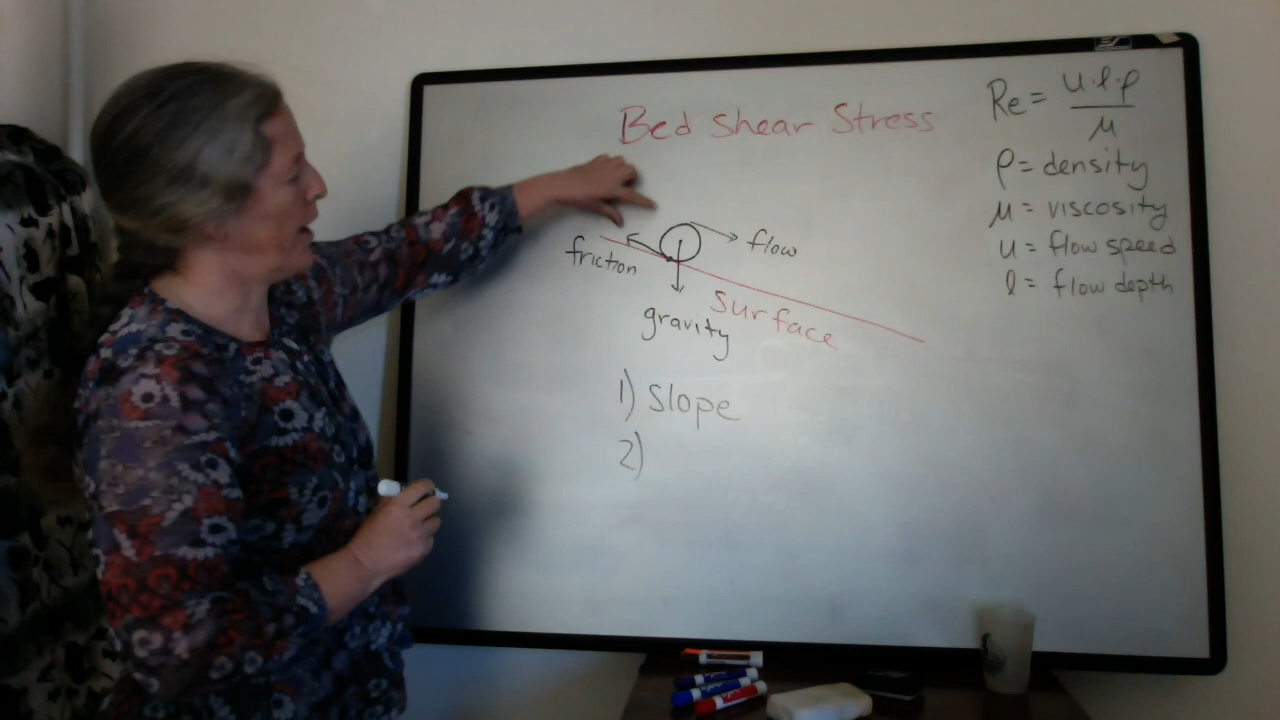 Bed Shear Stress
flow
friction
gravity
Surface
1) Slope
2)
Re = u·l·ρ
μ
ρ = density
μ = viscosity
u = flow speed
l = flow depth